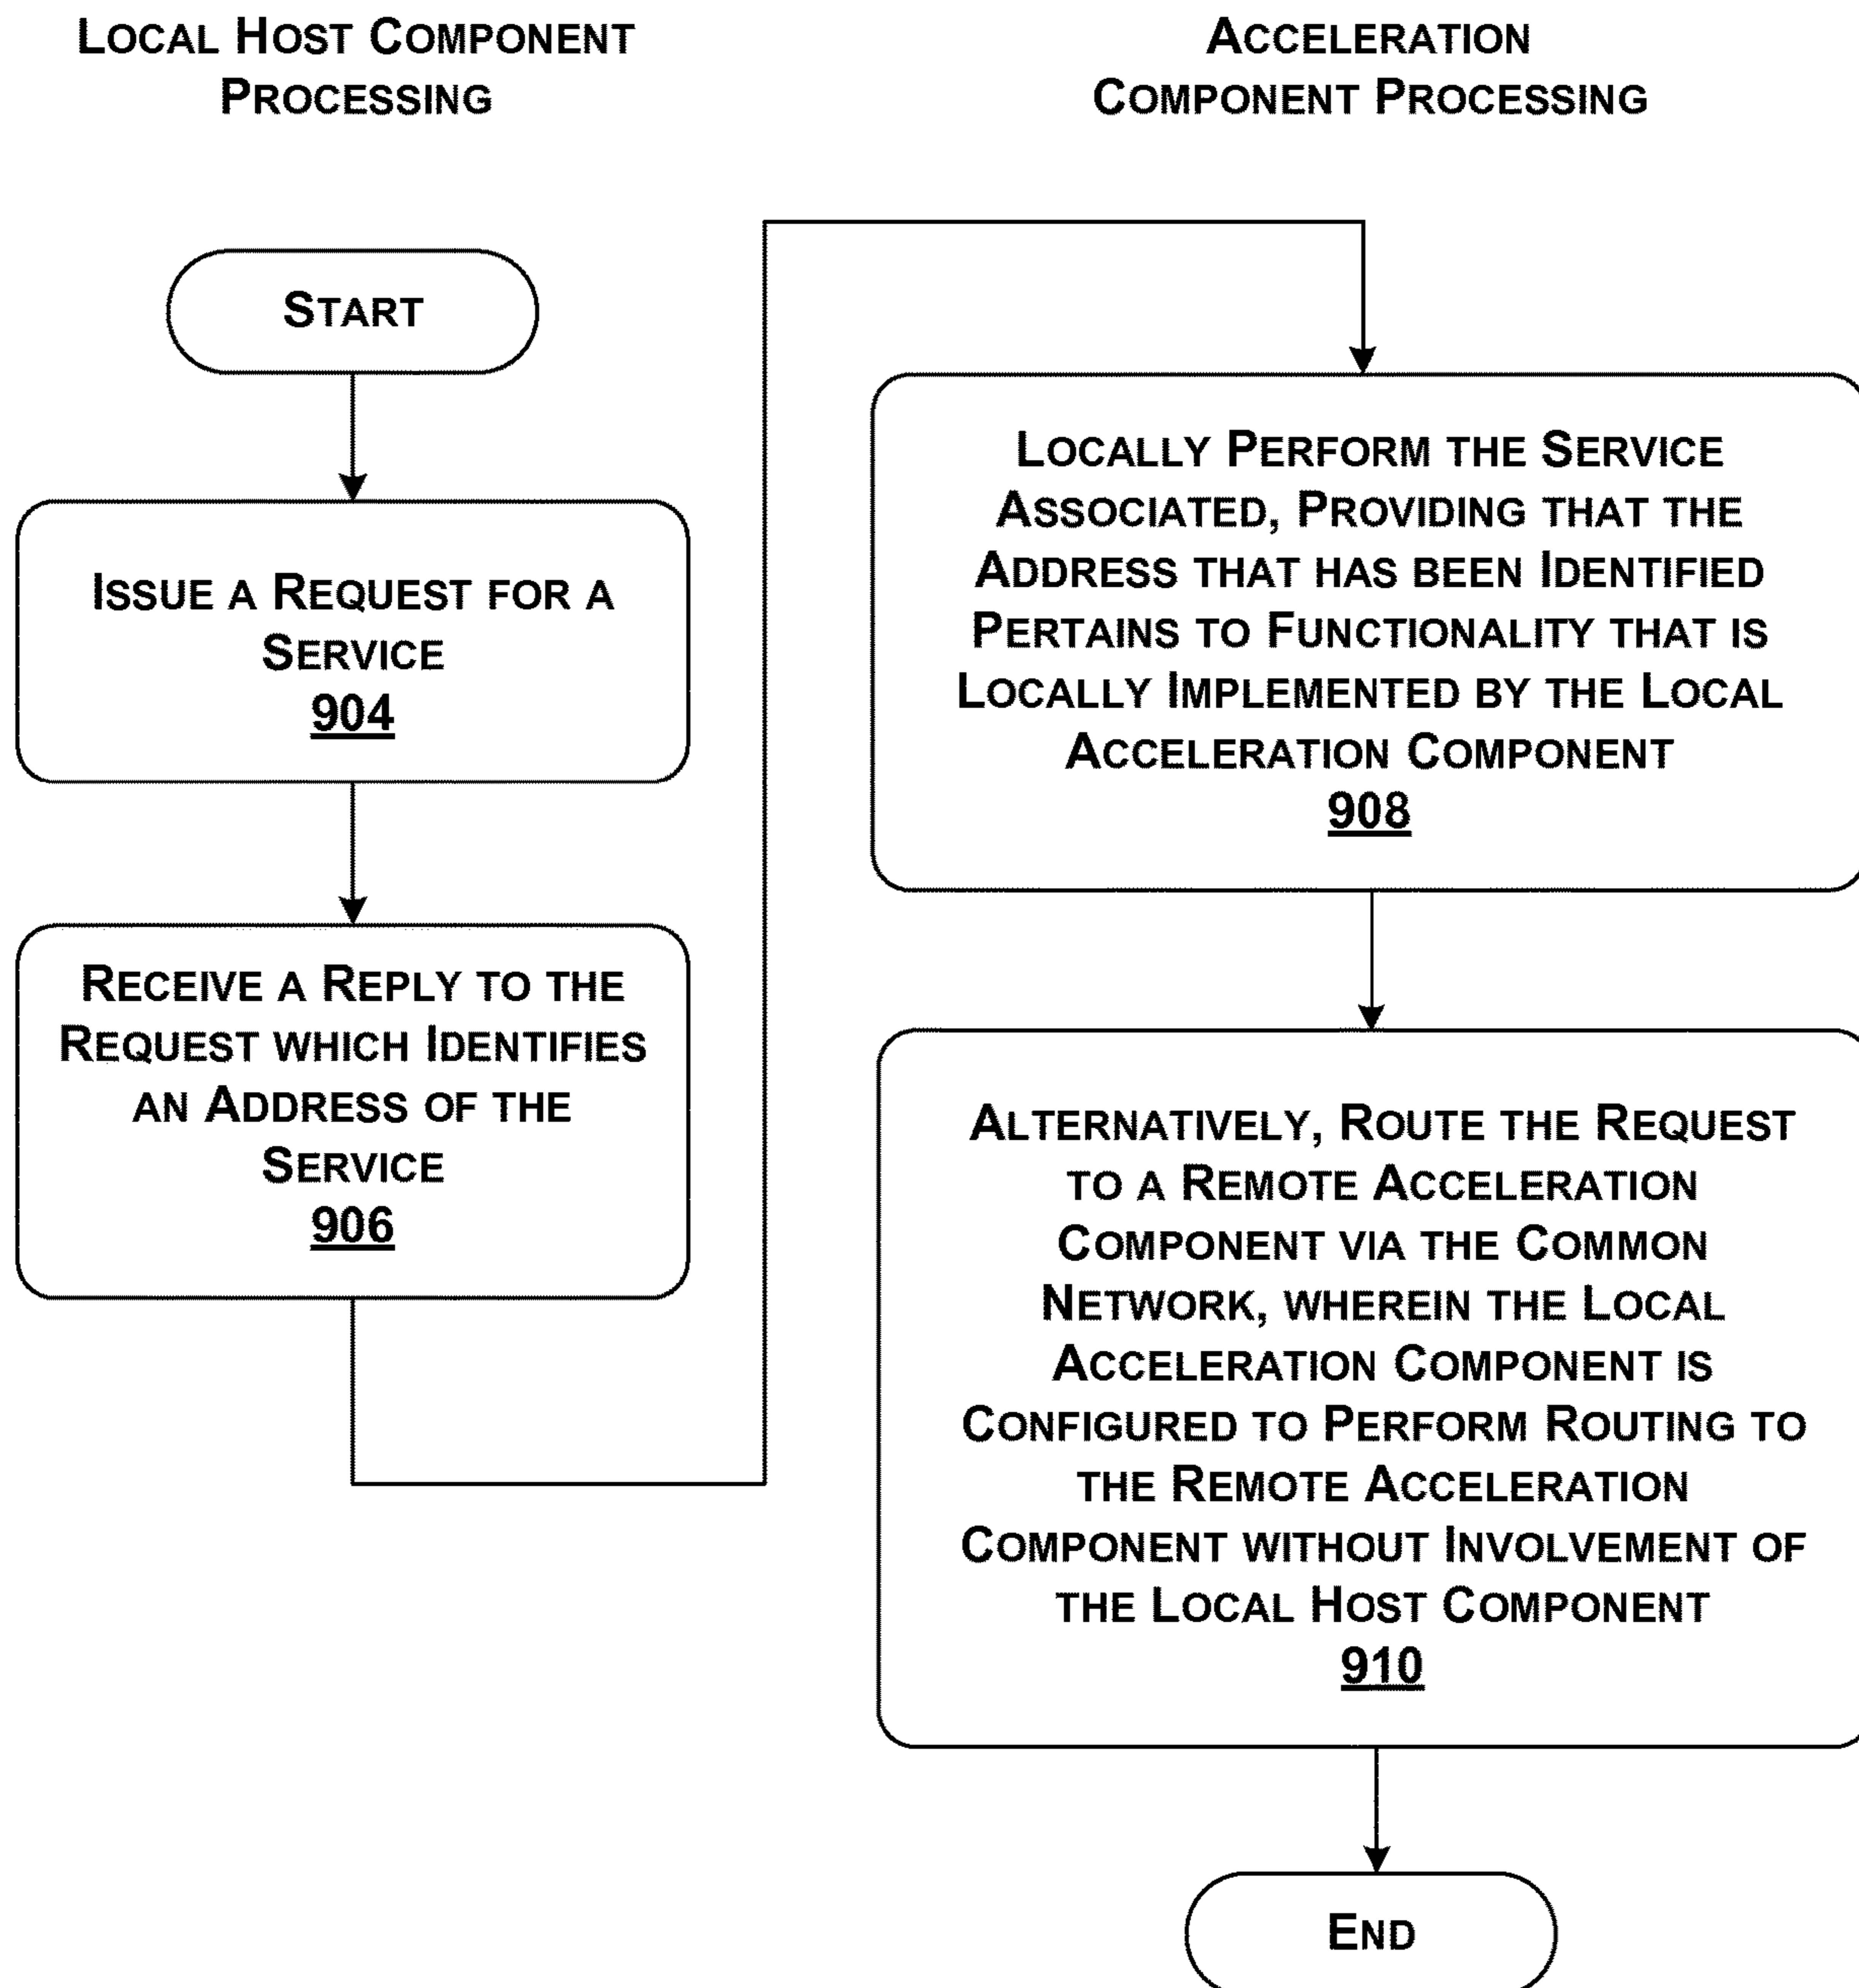 LOCAL HOST COMPONENT
PROCESSING
START
ISSUE A REQUEST FOR A
SERVICE
904
RECEIVE A REPLY TO THE
REQUEST WHICH IDENTIFIES
AN ADDRESS OF THE
SERVICE
906
ACCELERATION
COMPONENT PROCESSING
LOCALLY PERFORM THE SERVICE
ASSOCIATED, PROVIDING THAT THE
ADDRESS THAT HAS BEEN IDENTIFIED
PERTAINS TO FUNCTIONALITY THAT IS
LOCALLY IMPLEMENTED BY THE LOCAL
ACCELERATION COMPONENT
908
ALTERNATIVELY, ROUTE THE REQUEST
TO A REMOTE ACCELERATION
COMPONENT VIA THE COMMON
NETWORK, WHEREIN THE LOCAL
ACCELERATION COMPONENT IS
CONFIGURED TO PERFORM ROUTING TO
THE REMOTE ACCELERATION
COMPONENT WITHOUT INVOLVEMENT OF
THE LOCAL HOST COMPONENT
910
END